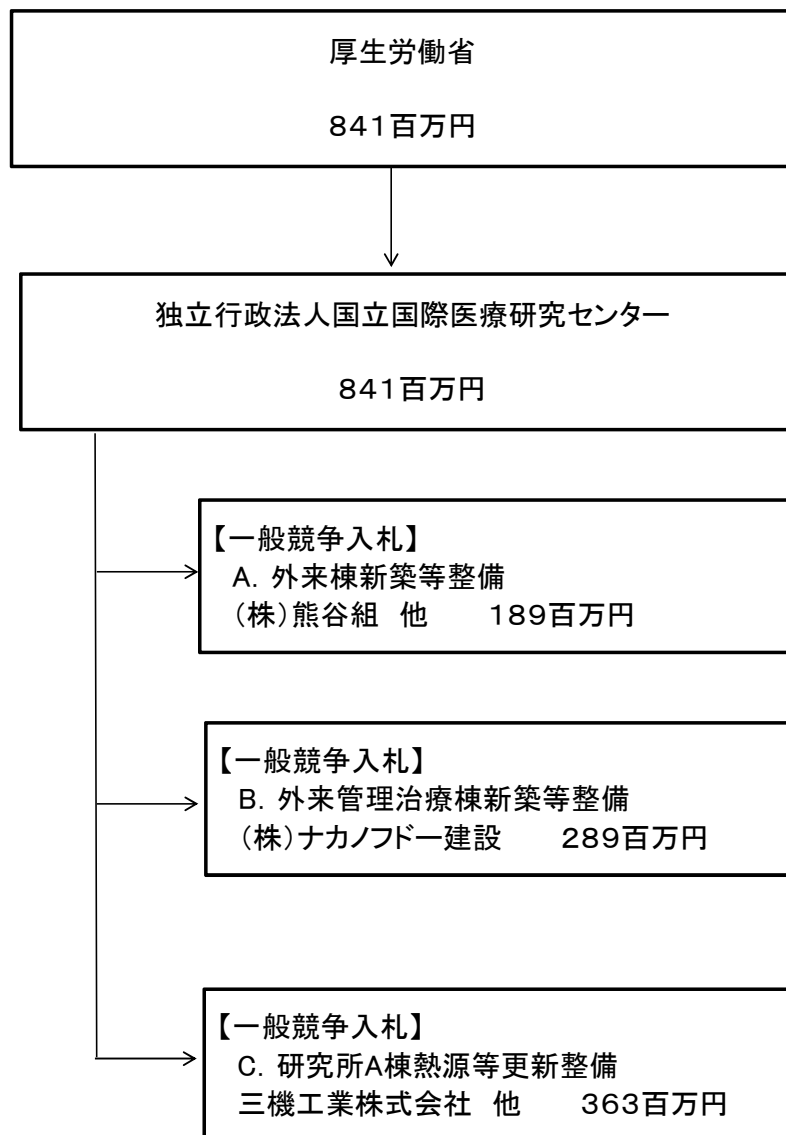 厚生労働省
841百万円
独立行政法人国立国際医療研究センター
841百万円
【一般競争入札】
A. 外来棟新築等整備
(株)熊谷組 他　　189百万円
【一般競争入札】
B. 外来管理治療棟新築等整備
(株)ナカノフドー建設　　289百万円
【一般競争入札】
C. 研究所A棟熱源等更新整備
三機工業株式会社 他　　363百万円